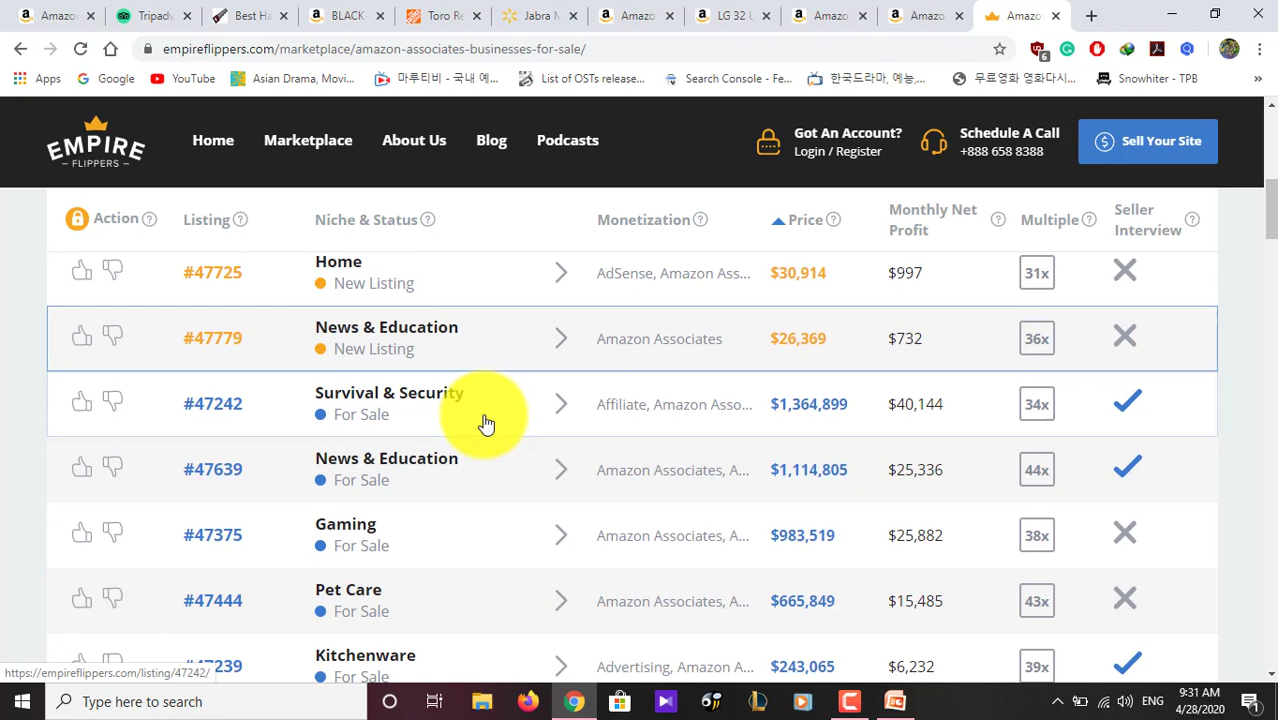 Amazo
Tripadv
Best Ha
BLACK
Toro Re
Jabra M
Amazo
LG 32 L
Amazo
Amazo
Amazo
empireflippers.com/marketplace/amazon-associates-businesses-for-sale/
6
Apps Google YouTube Asian Drama, Movi... 마루티비 - 국내 예... List of OSTs release... Search Console - Fe... 한국드라마, 예능,... 무료영화 영화다시... Snowhiter - TPB »
EMPIRE
FLIPPERS
Home Marketplace About Us Blog Podcasts
Got An Account?
Login / Register
Schedule A Call
+888 658 8388
Sell Your Site
Action ? Listing ? Niche & Status ? Monetization ? Price ? Monthly Net Profit ? Multiple ? Seller Interview ?
Home
#47725 New Listing AdSense, Amazon Ass... $30,914 $997 31x
News & Education
#47779 New Listing Amazon Associates $26,369 $732 36x
Survival & Security
#47242 For Sale Affiliate, Amazon Asso... $1,364,899 $40,144 34x
News & Education
#47639 For Sale Amazon Associates, A... $1,114,805 $25,336 44x
Gaming
#47375 For Sale Amazon Associates, A... $983,519 $25,882 38x
Pet Care
#47444 For Sale Amazon Associates, A... $665,849 $15,485 43x
Kitchenware
#47239 For Sale Advertising, Amazon A... $243,065 $6,232 39x
https://empireflippers.com/listing/47242/
Type here to search
ENG
9:31 AM
4/28/2020
1